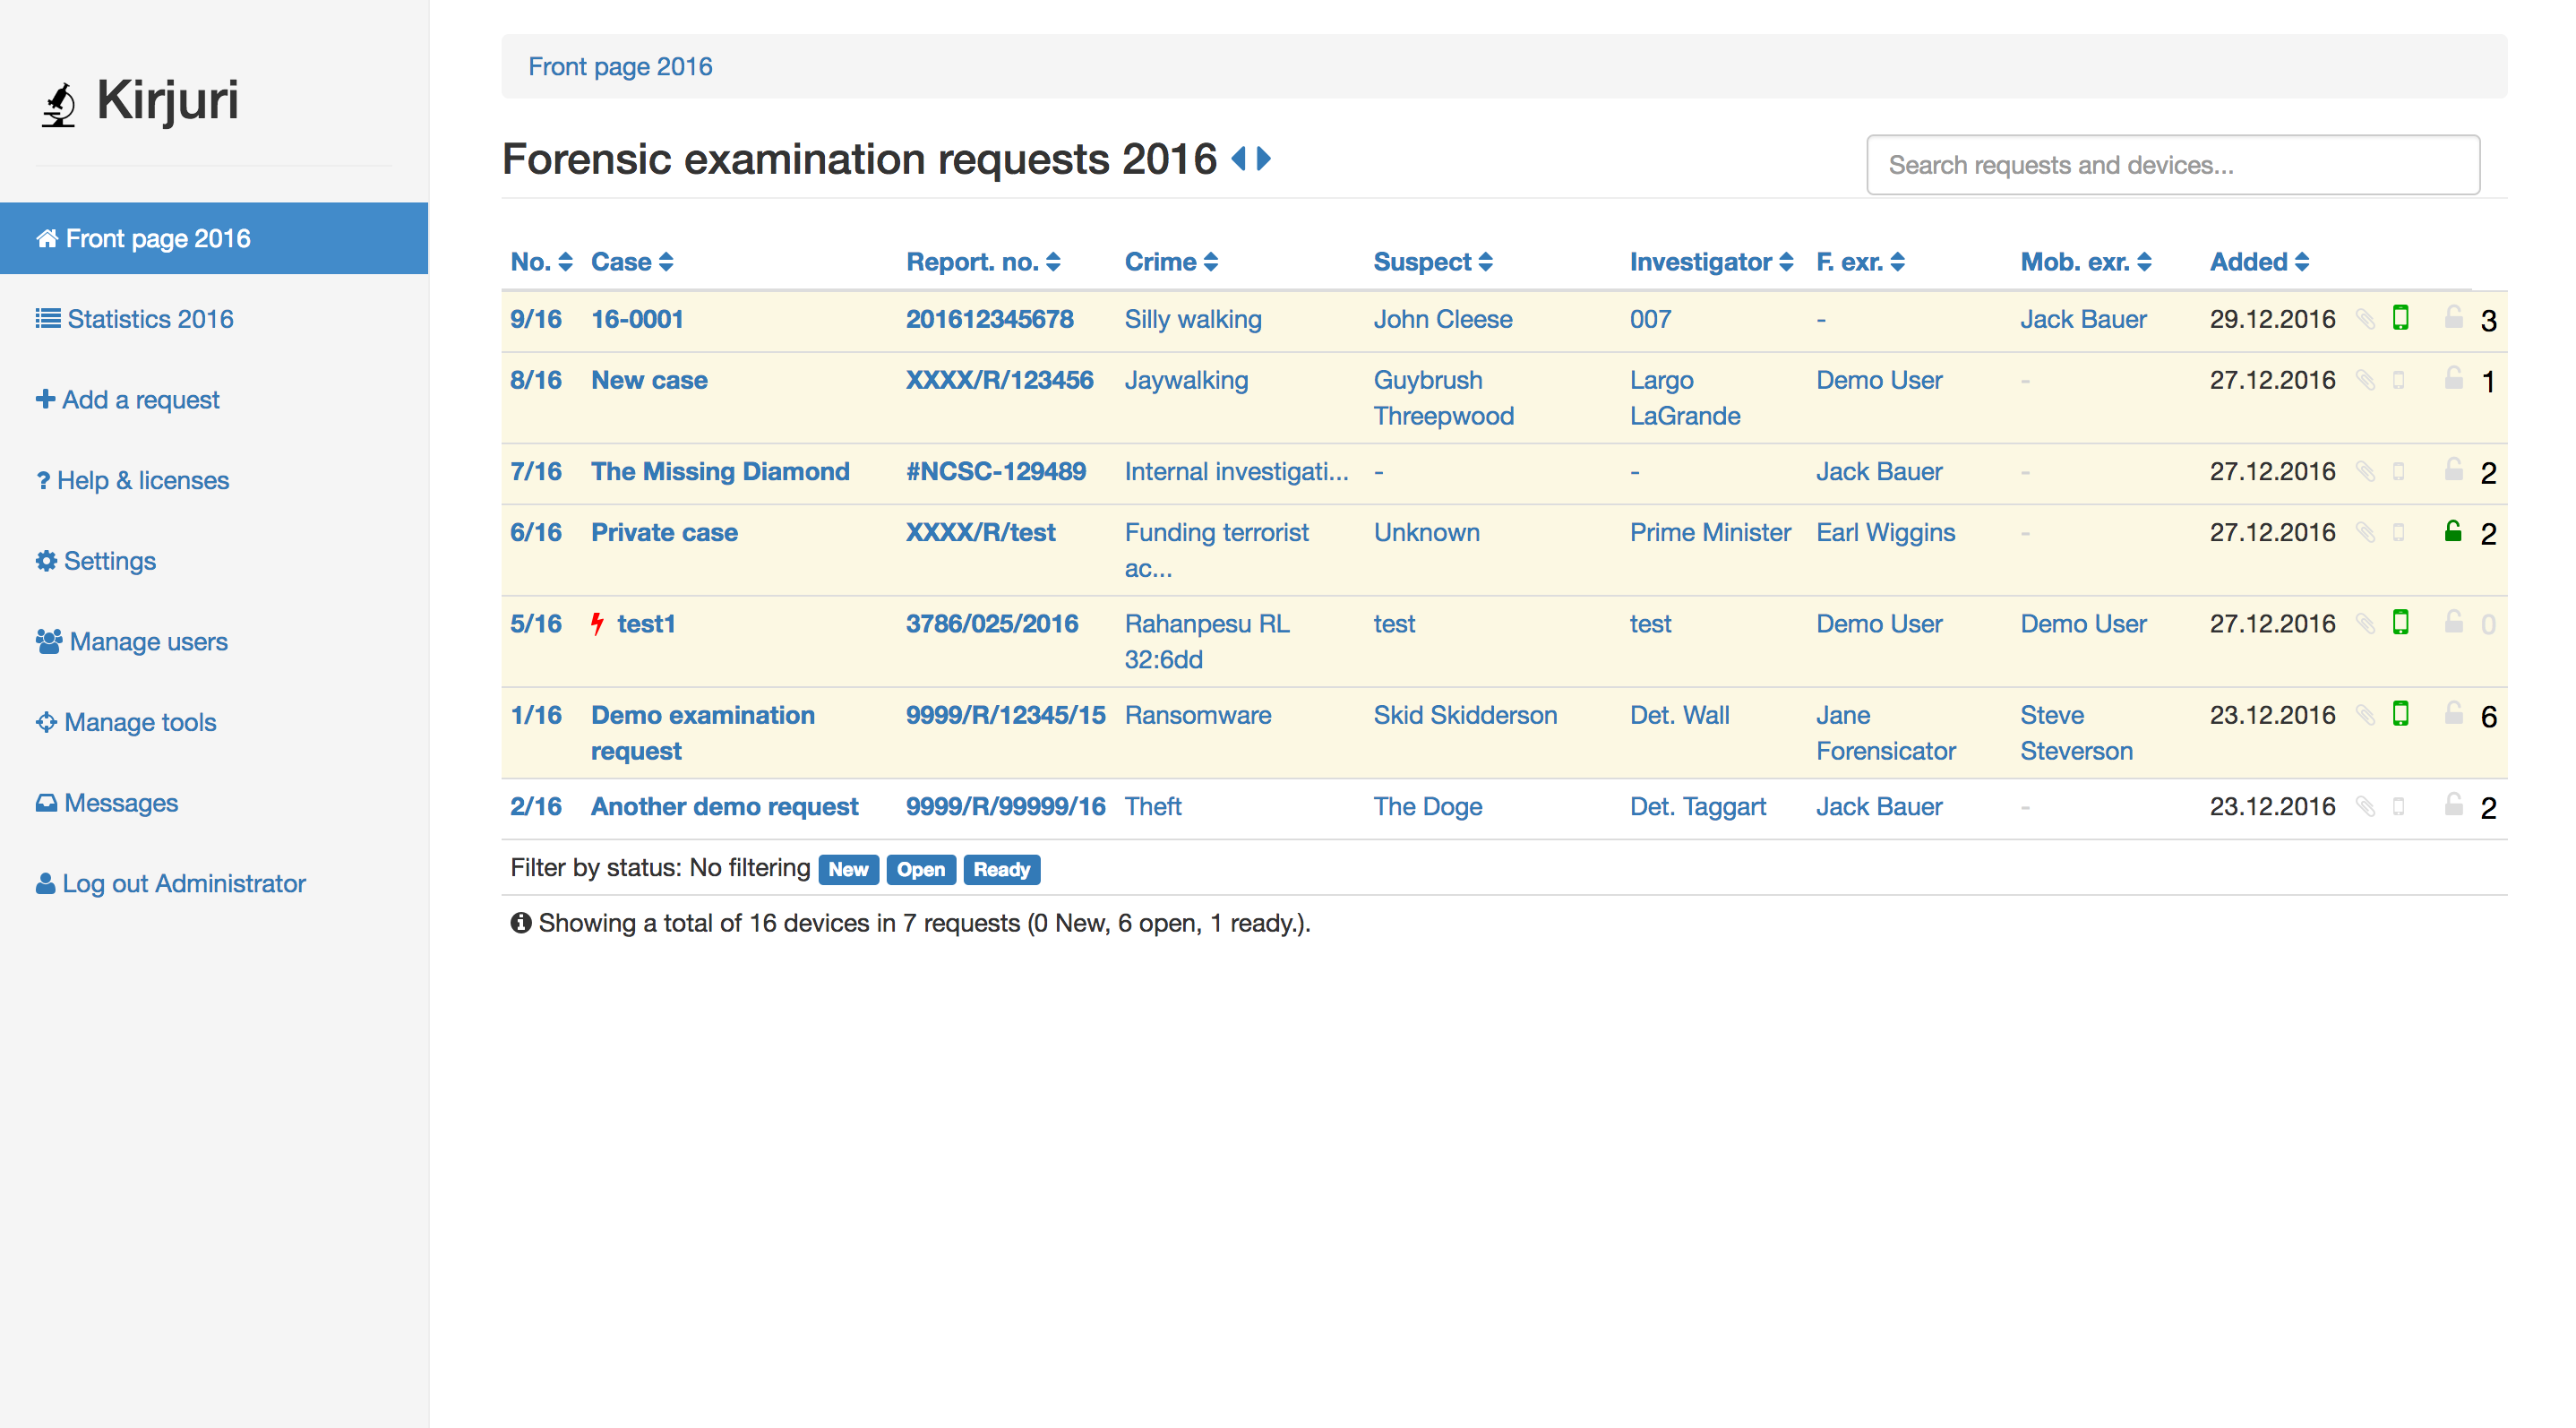 Kirjuri
Front page 2016
Statistics 2016
Add a request
? Help & licenses
Settings
Manage users
Manage tools
Messages
Log out Administrator
Front page 2016
Forensic examination requests 2016
Search requests and devices...
No. Case Report. no. Crime Suspect Investigator F. exr. Mob. exr. Added
9/16 16-0001 201612345678 Silly walking John Cleese 007 - Jack Bauer 29.12.2016 3
8/16 New case XXXX/R/123456 Jaywalking Guybrush Largo Demo User - 27.12.2016 1
Threepwood LaGrande
7/16 The Missing Diamond #NCSC-129489 Internal investigati... - - Jack Bauer - 27.12.2016 2
6/16 Private case XXXX/R/test Funding terrorist Unknown Prime Minister Earl Wiggins - 27.12.2016 2
ac...
5/16 test1 3786/025/2016 Rahanpesu RL test test Demo User Demo User 27.12.2016 0
32:6dd
1/16 Demo examination 9999/R/12345/15 Ransomware Skid Skidderson Det. Wall Jane Steve 23.12.2016 6
request Forensicator Steverson
2/16 Another demo request 9999/R/99999/16 Theft The Doge Det. Taggart Jack Bauer - 23.12.2016 2
Filter by status: No filtering New Open Ready
Showing a total of 16 devices in 7 requests (0 New, 6 open, 1 ready.).